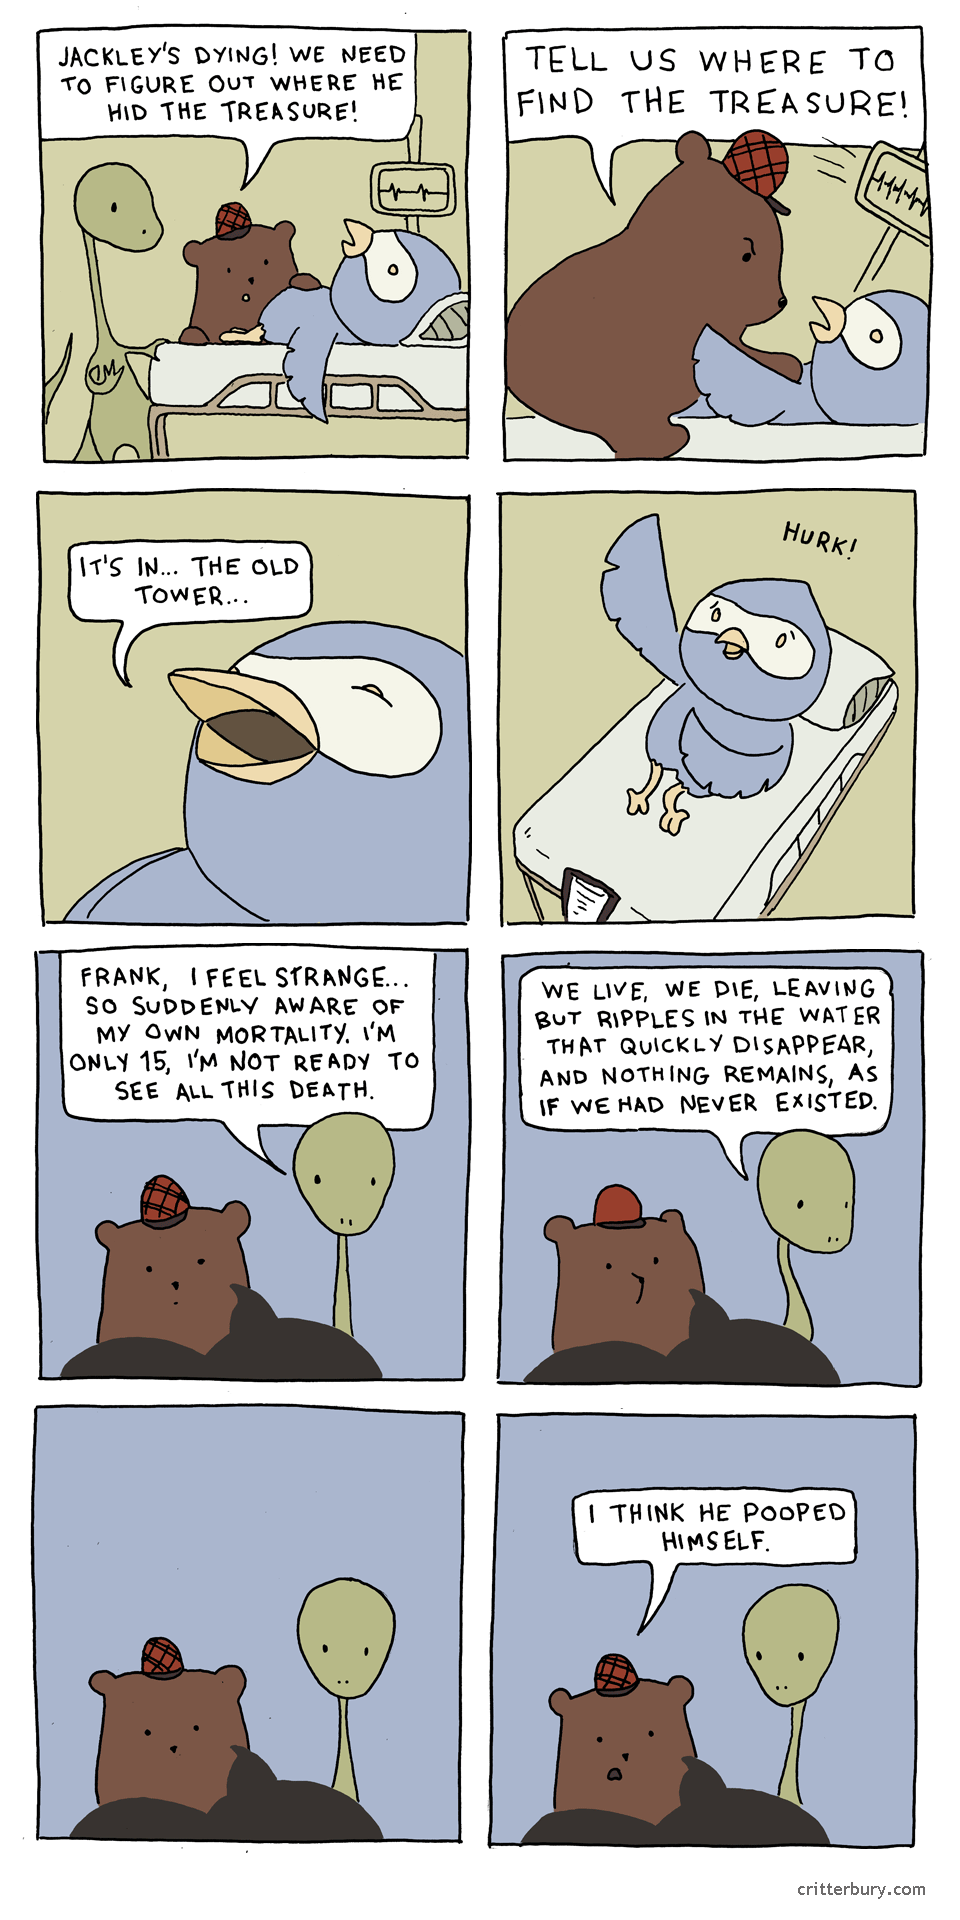 JACKLEY'S DYING! WE NEED
TO FIGURE OUT WHERE HE
HID THE TREASURE!
TELL US WHERE TO
FIND THE TREASURE!
IT'S IN... THE OLD
TOWER...
HURK!
FRANK, I FEEL STRANGE...
SO SUDDENLY AWARE OF
MY OWN MORTALITY. I'M
ONLY 15, I'M NOT READY TO
SEE ALL THIS DEATH.
WE LIVE, WE DIE, LEAVING
BUT RIPPLES IN THE WATER
THAT QUICKLY DISAPPEAR,
AND NOTHING REMAINS, AS
IF WE HAD NEVER EXISTED.
I THINK HE POOPED
HIMSELF.
critterbury.com